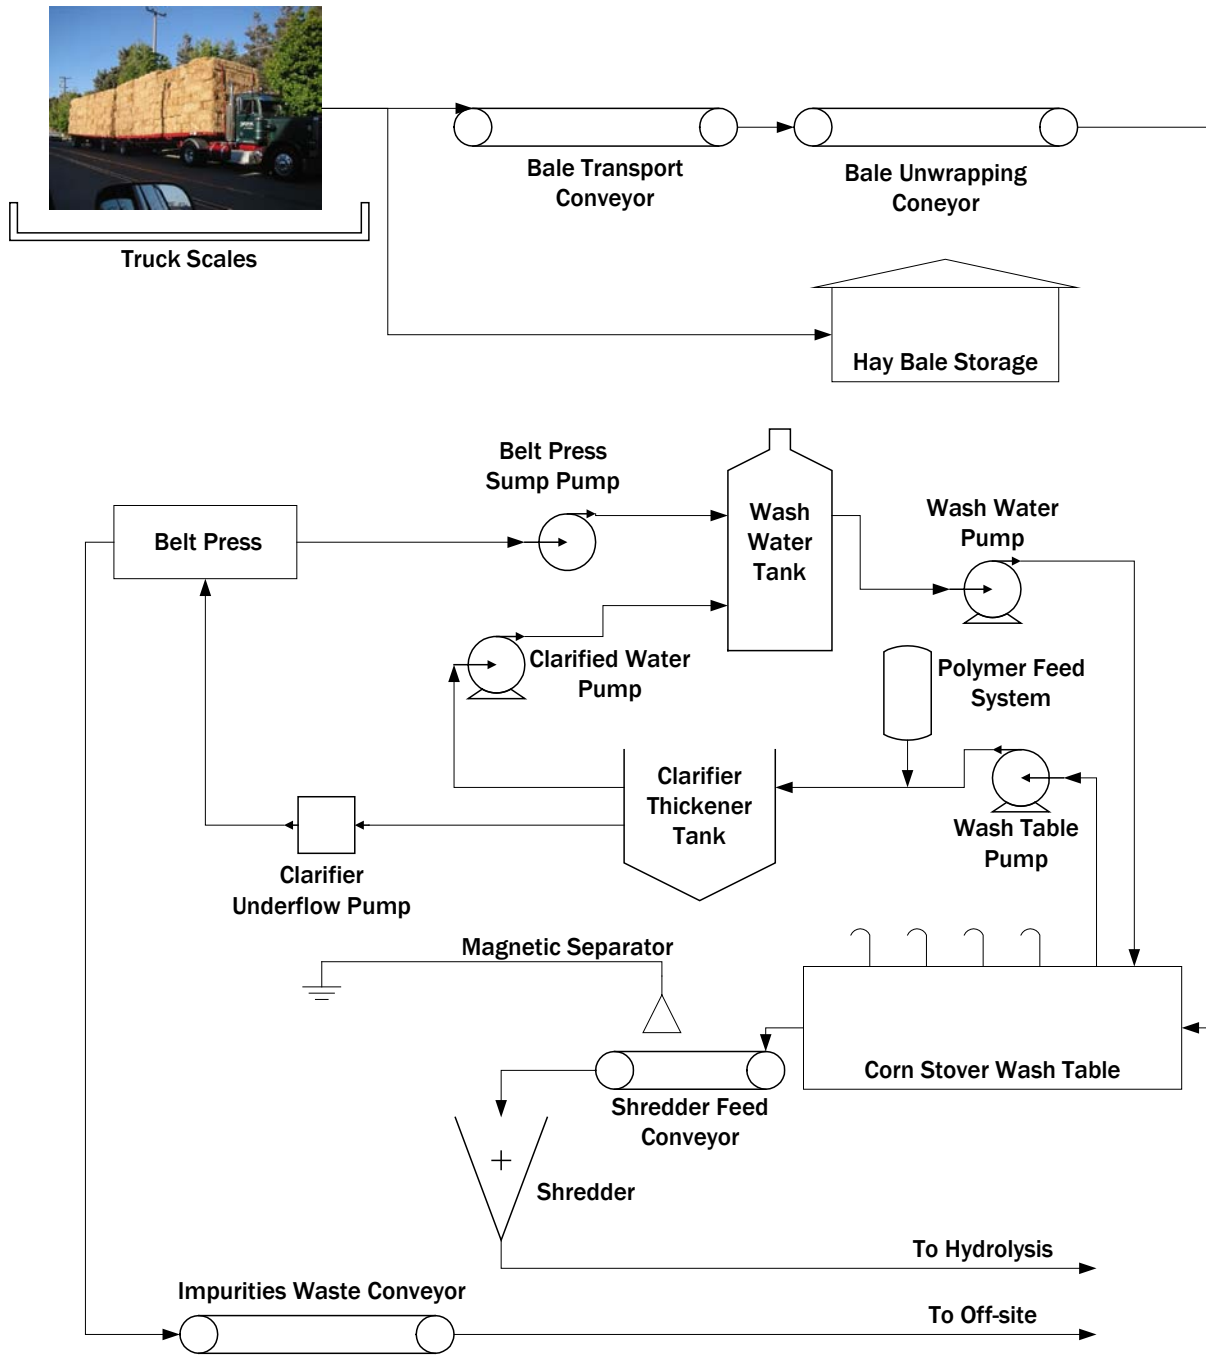 Bale Transport
Conveyor
Bale Unwrapping
Coneyor
Truck Scales
Hay Bale Storage
Belt Press
Sump Pump
Wash
Water
Tank
Wash Water
Pump
Belt Press
Clarified Water
Pump
Polymer Feed
System
Clarifier
Thickener
Tank
Wash Table
Pump
Clarifier
Underflow Pump
Magnetic Separator
Corn Stover Wash Table
Shredder Feed
Conveyor
+
Shredder
To Hydrolysis
Impurities Waste Conveyor
To Off-site